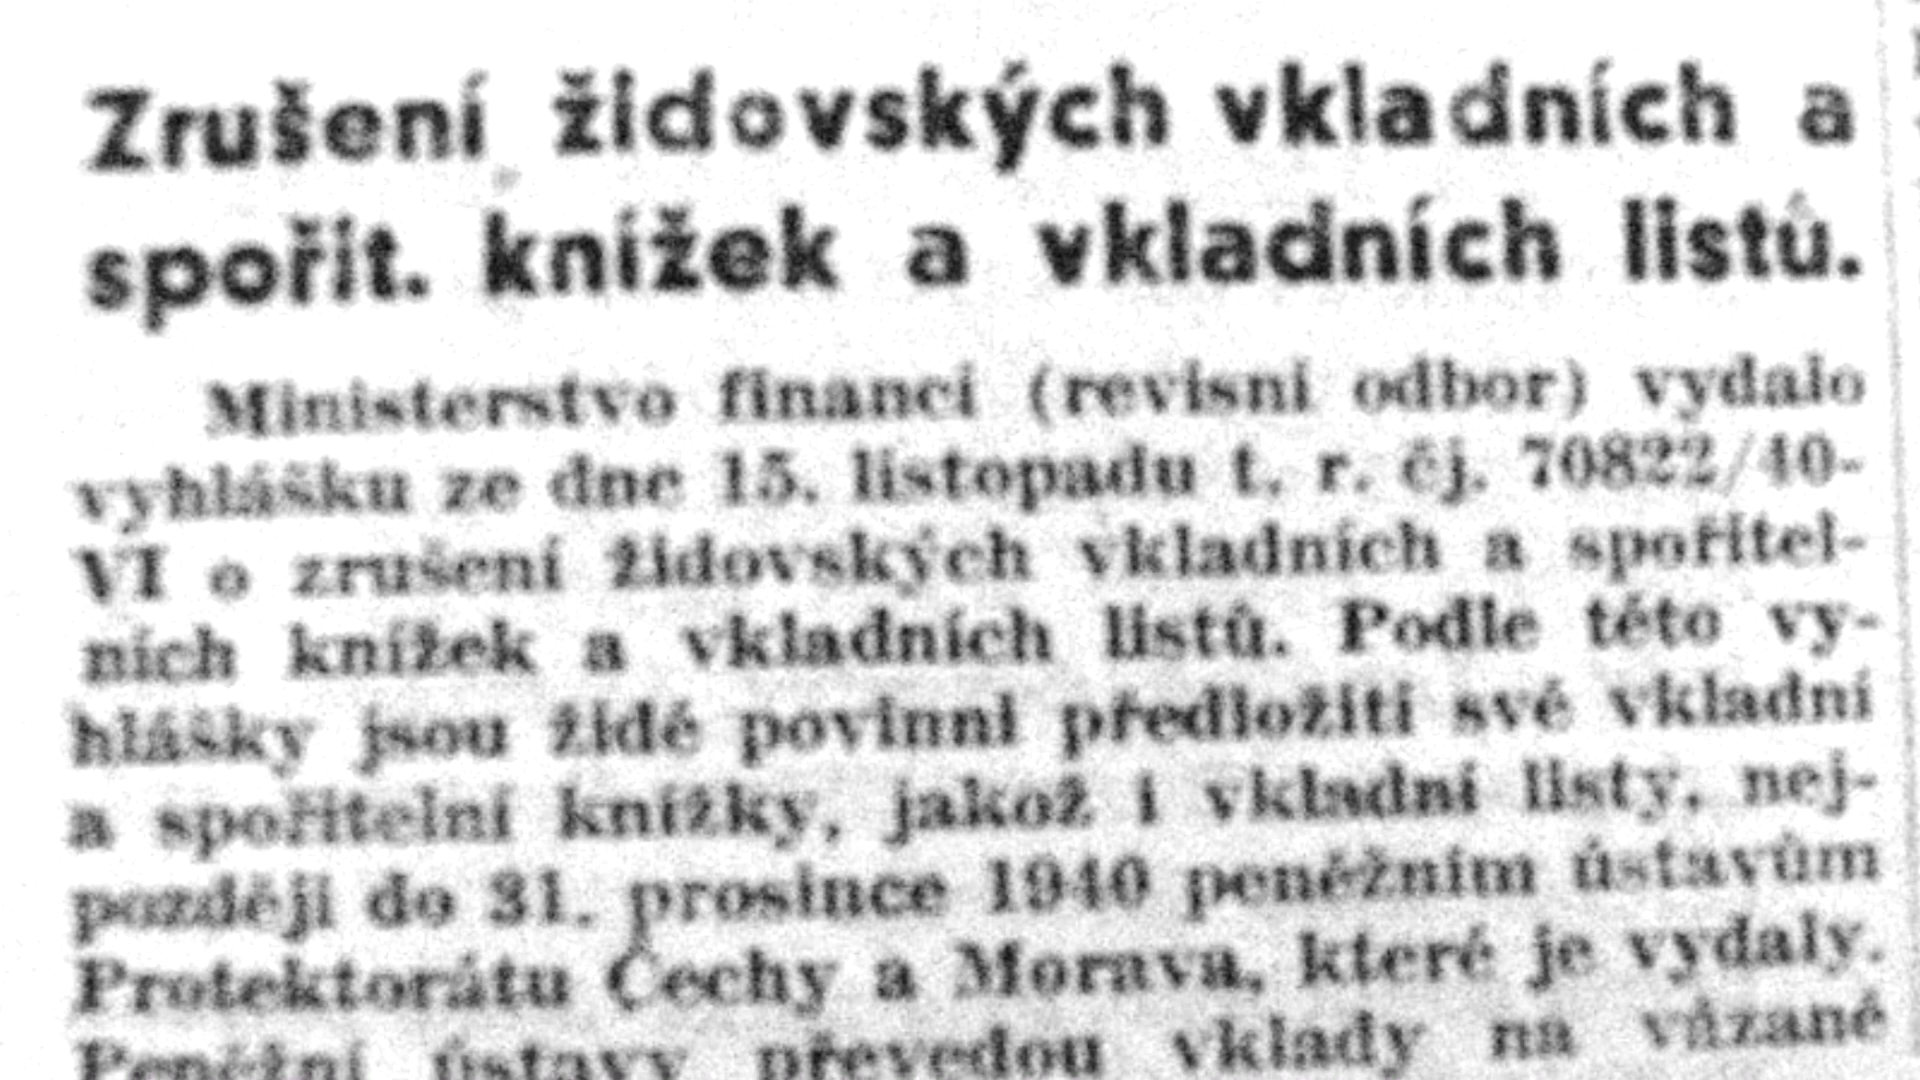 Zrušení židovských vkladních a
spořit. knížek a vkladních listů.
Ministerstvo financí (revisní odbor) vydalo
vyhlášku ze dne 15. listopadu t. r. čj. 70822/40-
VI o zrušení židovských vkladních a spořitel-
ních knížek a vkladních listů. Podle této vy-
hlášky jsou židé povinni předložiti své vkladní
a spořitelní knížky, jakož i vkladní listy, nej-
později do 31. prosince 1940 peněžním ústavům
Protektorátu Čechy a Morava, které je vydaly.
Peněžní ústavy převedou vklady na vázané